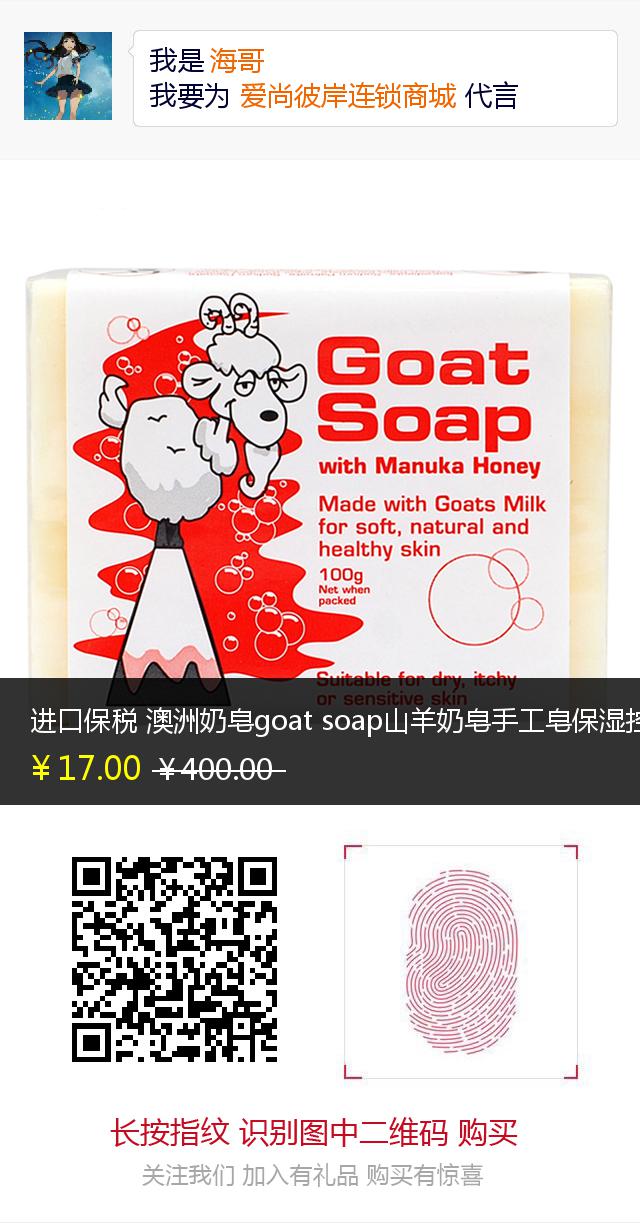 我是 海哥
我要为 爱尚彼岸连锁商城 代言
Goat
Soap
with Manuka Honey
Made with Goats Milk
for soft, natural and
healthy skin
100g
Net when
packed
Suitable for dry, itchy
or sensitive skin
进口保税 澳洲奶皂goat soap山羊奶皂手工皂保湿控
¥17.00 ¥400.00
长按指纹 识别图中二维码 购买
关注我们 加入有礼品 购买有惊喜